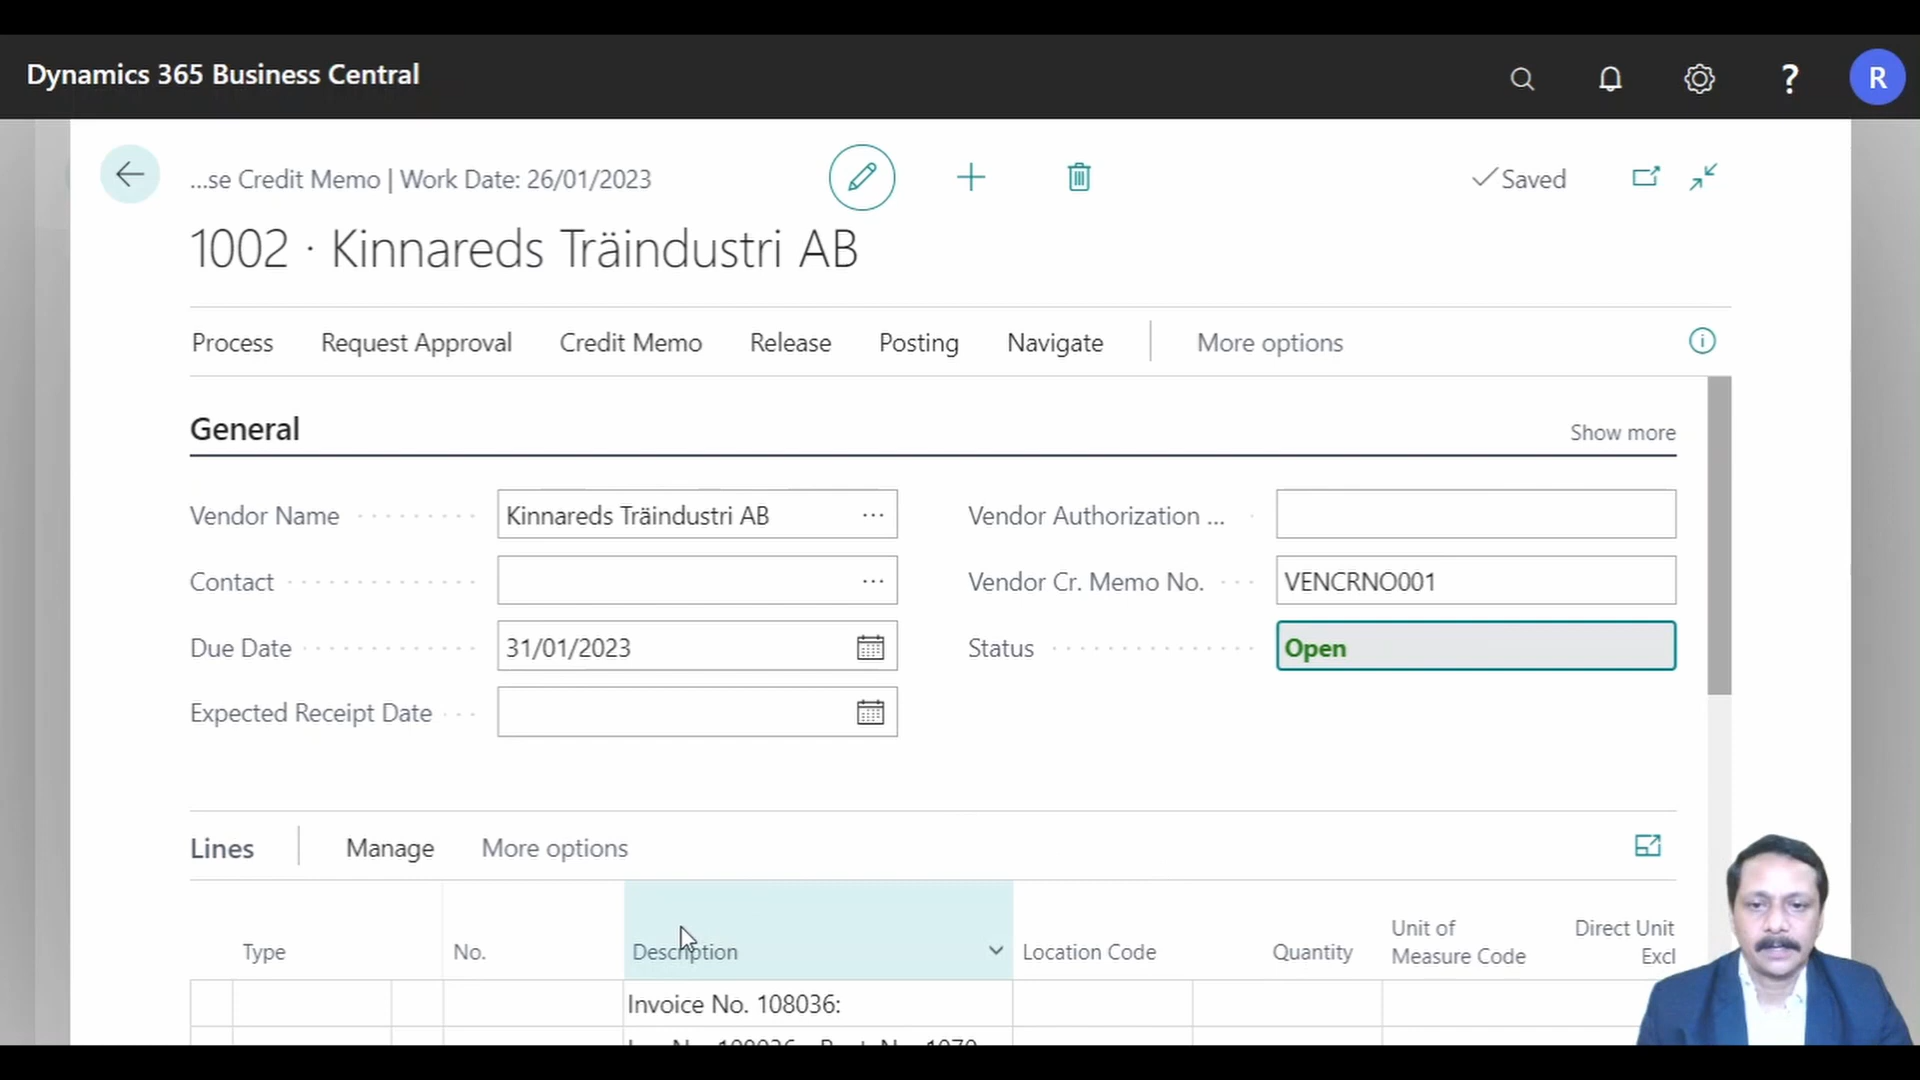 Dynamics 365 Business Central
?
R
...se Credit Memo | Work Date: 26/01/2023
Saved
1002 · Kinnareds Träindustri AB
Process
Request Approval
Credit Memo
Release
Posting
Navigate
More options
General
Show more
Vendor Name
Kinnareds Träindustri AB
Vendor Authorization ...
Contact
Vendor Cr. Memo No.
VENCRNO001
Due Date
31/01/2023
Status
Open
Expected Receipt Date
Lines
Manage
More options
Type
No.
Description
Location Code
Quantity
Unit of
Measure Code
Direct Unit
Excl
Invoice No. 108036: